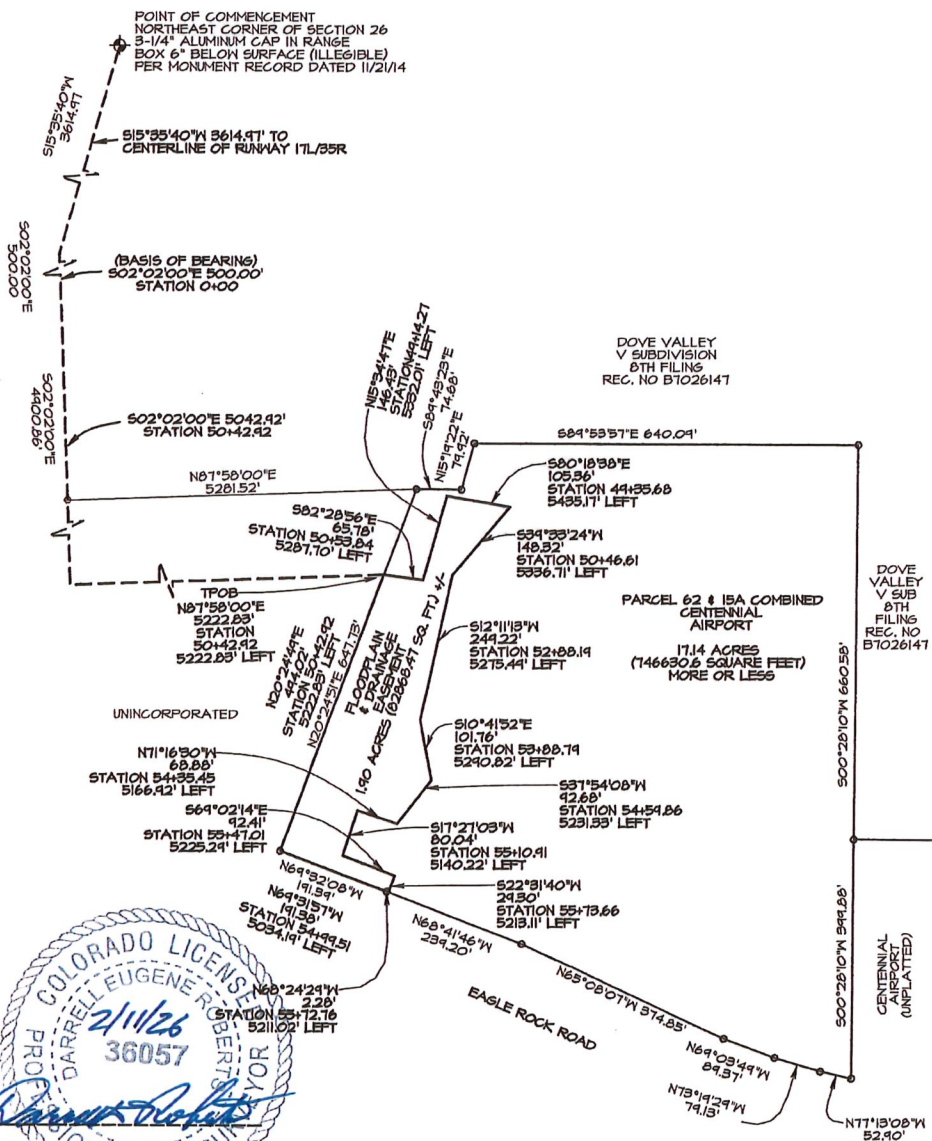 POINT OF COMMENCEMENT
NORTHEAST CORNER OF SECTION 26
3-1/4" ALUMINUM CAP IN RANGE
BOX 6" BELOW SURFACE (ILLEGIBLE)
PER MONUMENT RECORD DATED 11/21/14
S15°35'40"W
3614.97
S15°35'40"W 3614.97' TO
CENTERLINE OF RUNWAY 17L/35R
S02°02'00"E
500.00
(BASIS OF BEARING)
S02°02'00"E 500.00'
STATION 0+00
S02°02'00"E
4900.86'
S02°02'00"E 5042.92'
STATION 50+42.92
N87°58'00"E
5281.52'
N15°34'47"E
146.43'
STATION 49+14.27
5332.01' LEFT
S89°43'23"E
74.68'
N15°19'22"E
79.92'
DOVE VALLEY
V SUBDIVISION
8TH FILING
REC. NO B7026147
S89°53'57"E 640.09'
S80°18'38"E
105.36'
STATION 49+35.68
5435.17' LEFT
S82°28'56"E
65.78'
STATION 50+53.84
5287.70' LEFT
S39°33'24"W
148.32'
STATION 50+46.61
5336.71' LEFT
TPOB
N87°58'00"E
5222.83'
STATION
50+42.92
5222.83' LEFT
PARCEL 62 & 15A COMBINED
CENTENNIAL
AIRPORT
17.14 ACRES
(746630.6 SQUARE FEET)
MORE OR LESS
DOVE
VALLEY
V SUB
8TH
FILING
REC. NO
B7026147
S12°11'13"W
249.22'
STATION 52+88.19
5275.49' LEFT
N20°24'49"E
494.02'
STATION 50+42.92
5222.83' LEFT
N20°24'51"E 647.13'
FLOODPLAIN
& DRAINAGE
EASEMENT
1.90 ACRES (82868.47 SQ. FT.) +/-
S00°28'10"W 660.58'
UNINCORPORATED
S10°41'52"E
101.76'
STATION 53+88.79
5290.82' LEFT
N71°16'30"W
68.88'
STATION 54+35.45
5166.92' LEFT
S37°54'08"W
92.68'
STATION 54+59.86
5231.33' LEFT
S69°02'14"E
92.41'
STATION 55+47.01
5225.29' LEFT
S17°27'03"W
80.04'
STATION 55+10.91
5140.22' LEFT
N69°32'08"W
191.39'
N69°31'57"W
191.38'
STATION 54+99.51
5034.19' LEFT
S22°31'40"W
29.30'
STATION 55+73.66
5213.11' LEFT
N68°24'29"W
2.28'
STATION 55+72.76
5211.02' LEFT
N68°41'46"W
239.20'
N65°08'07"W 374.85'
EAGLE ROCK ROAD
N69°03'49"W
89.37'
N73°19'29"W
79.13'
N77°13'08"W
52.90'
S00°28'10"W 399.88'
CENTENNIAL
AIRPORT
(UNPLATTED)
COLORADO LICENSED
DARRELL EUGENE ROBERTS
2/11/26
36057
Darrell Roberts